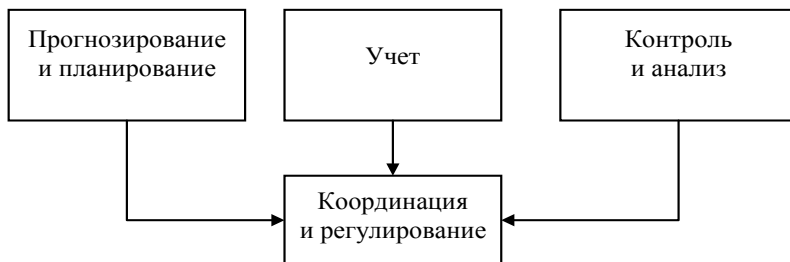 Прогнозирование
и планирование
Учет
Контроль
и анализ
Координация
и регулирование